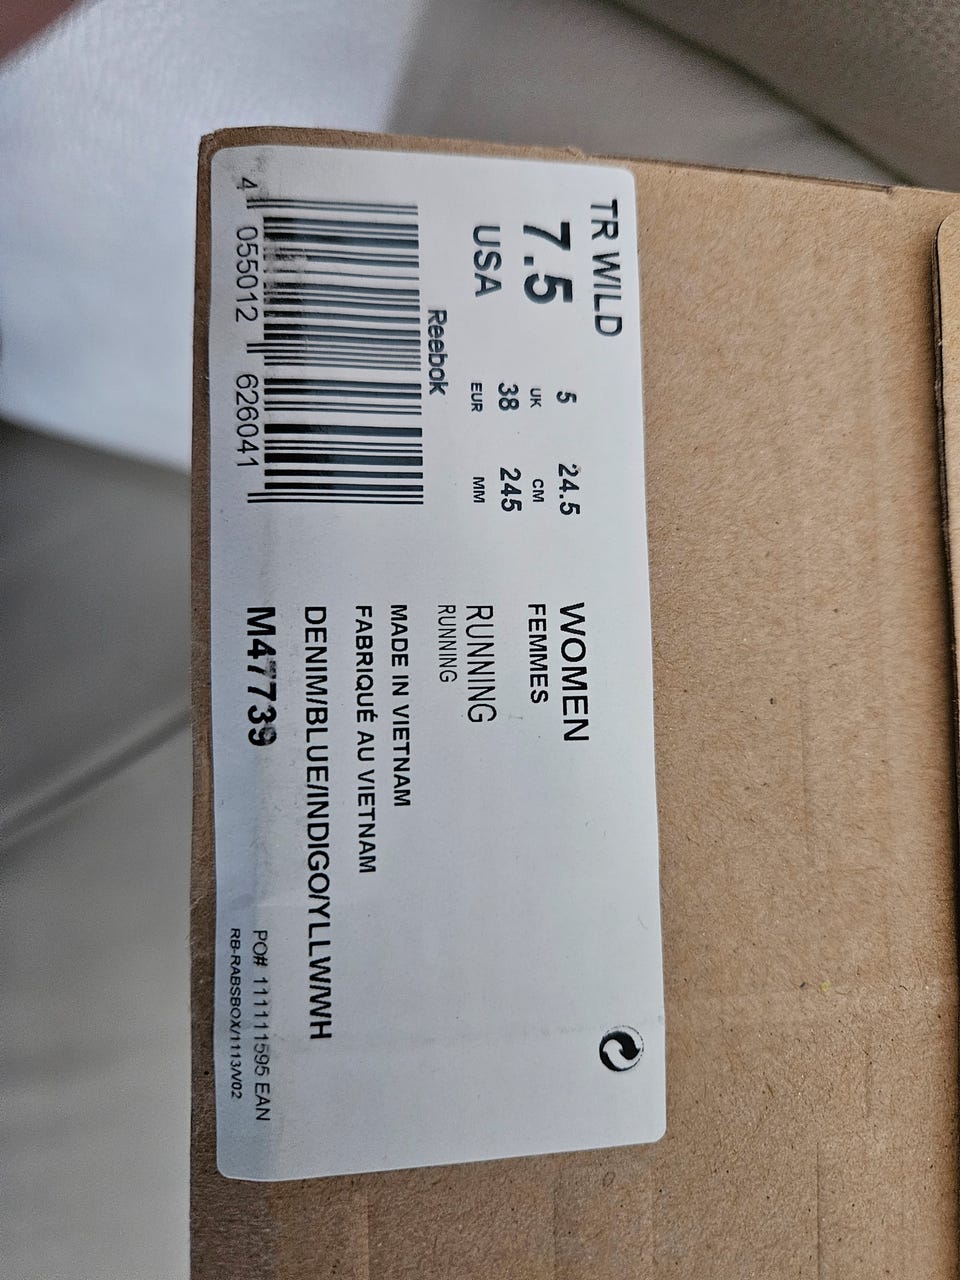 TR WILD
7.5
USA
5
UK
38
EUR
24.5
CM
245
MM
Reebok
4 055012 626041
WOMEN
FEMMES
RUNNING
RUNNING
MADE IN VIETNAM
FABRIQUÉ AU VIETNAM
DENIM/BLUE/INDIGO/YLLW/WH
M47739
PO# 111111595 EAN
RB-RABSBOX/1113/V02